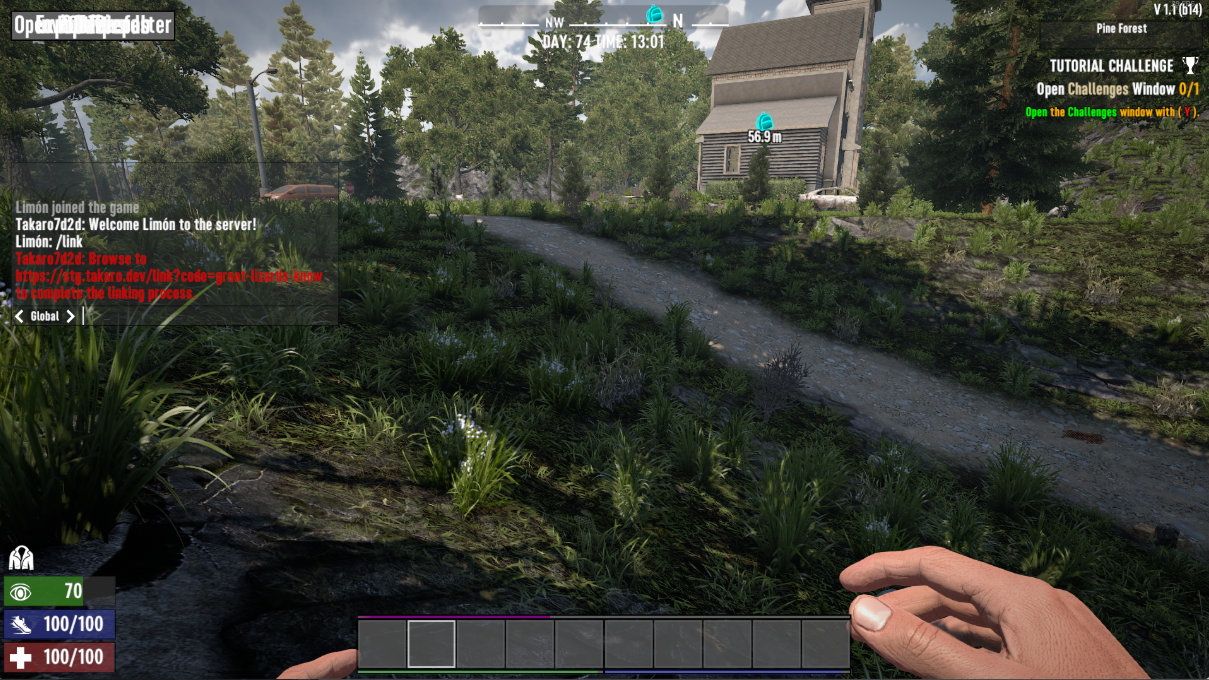 V 1.1 (b14)
NW
N
DAY: 74 TIME: 13:01
Pine Forest
TUTORIAL CHALLENGE
Open Challenges Window 0/1
Open the Challenges window with ( Y ).
56.9 m
Limón joined the game
Takaro7d2d: Welcome Limón to the server!
Limón: /link
Takaro7d2d: Browse to
https://stg.takaro.dev/link?code=great-lizards-know
to complete the linking process
Global
70
100/100
100/100